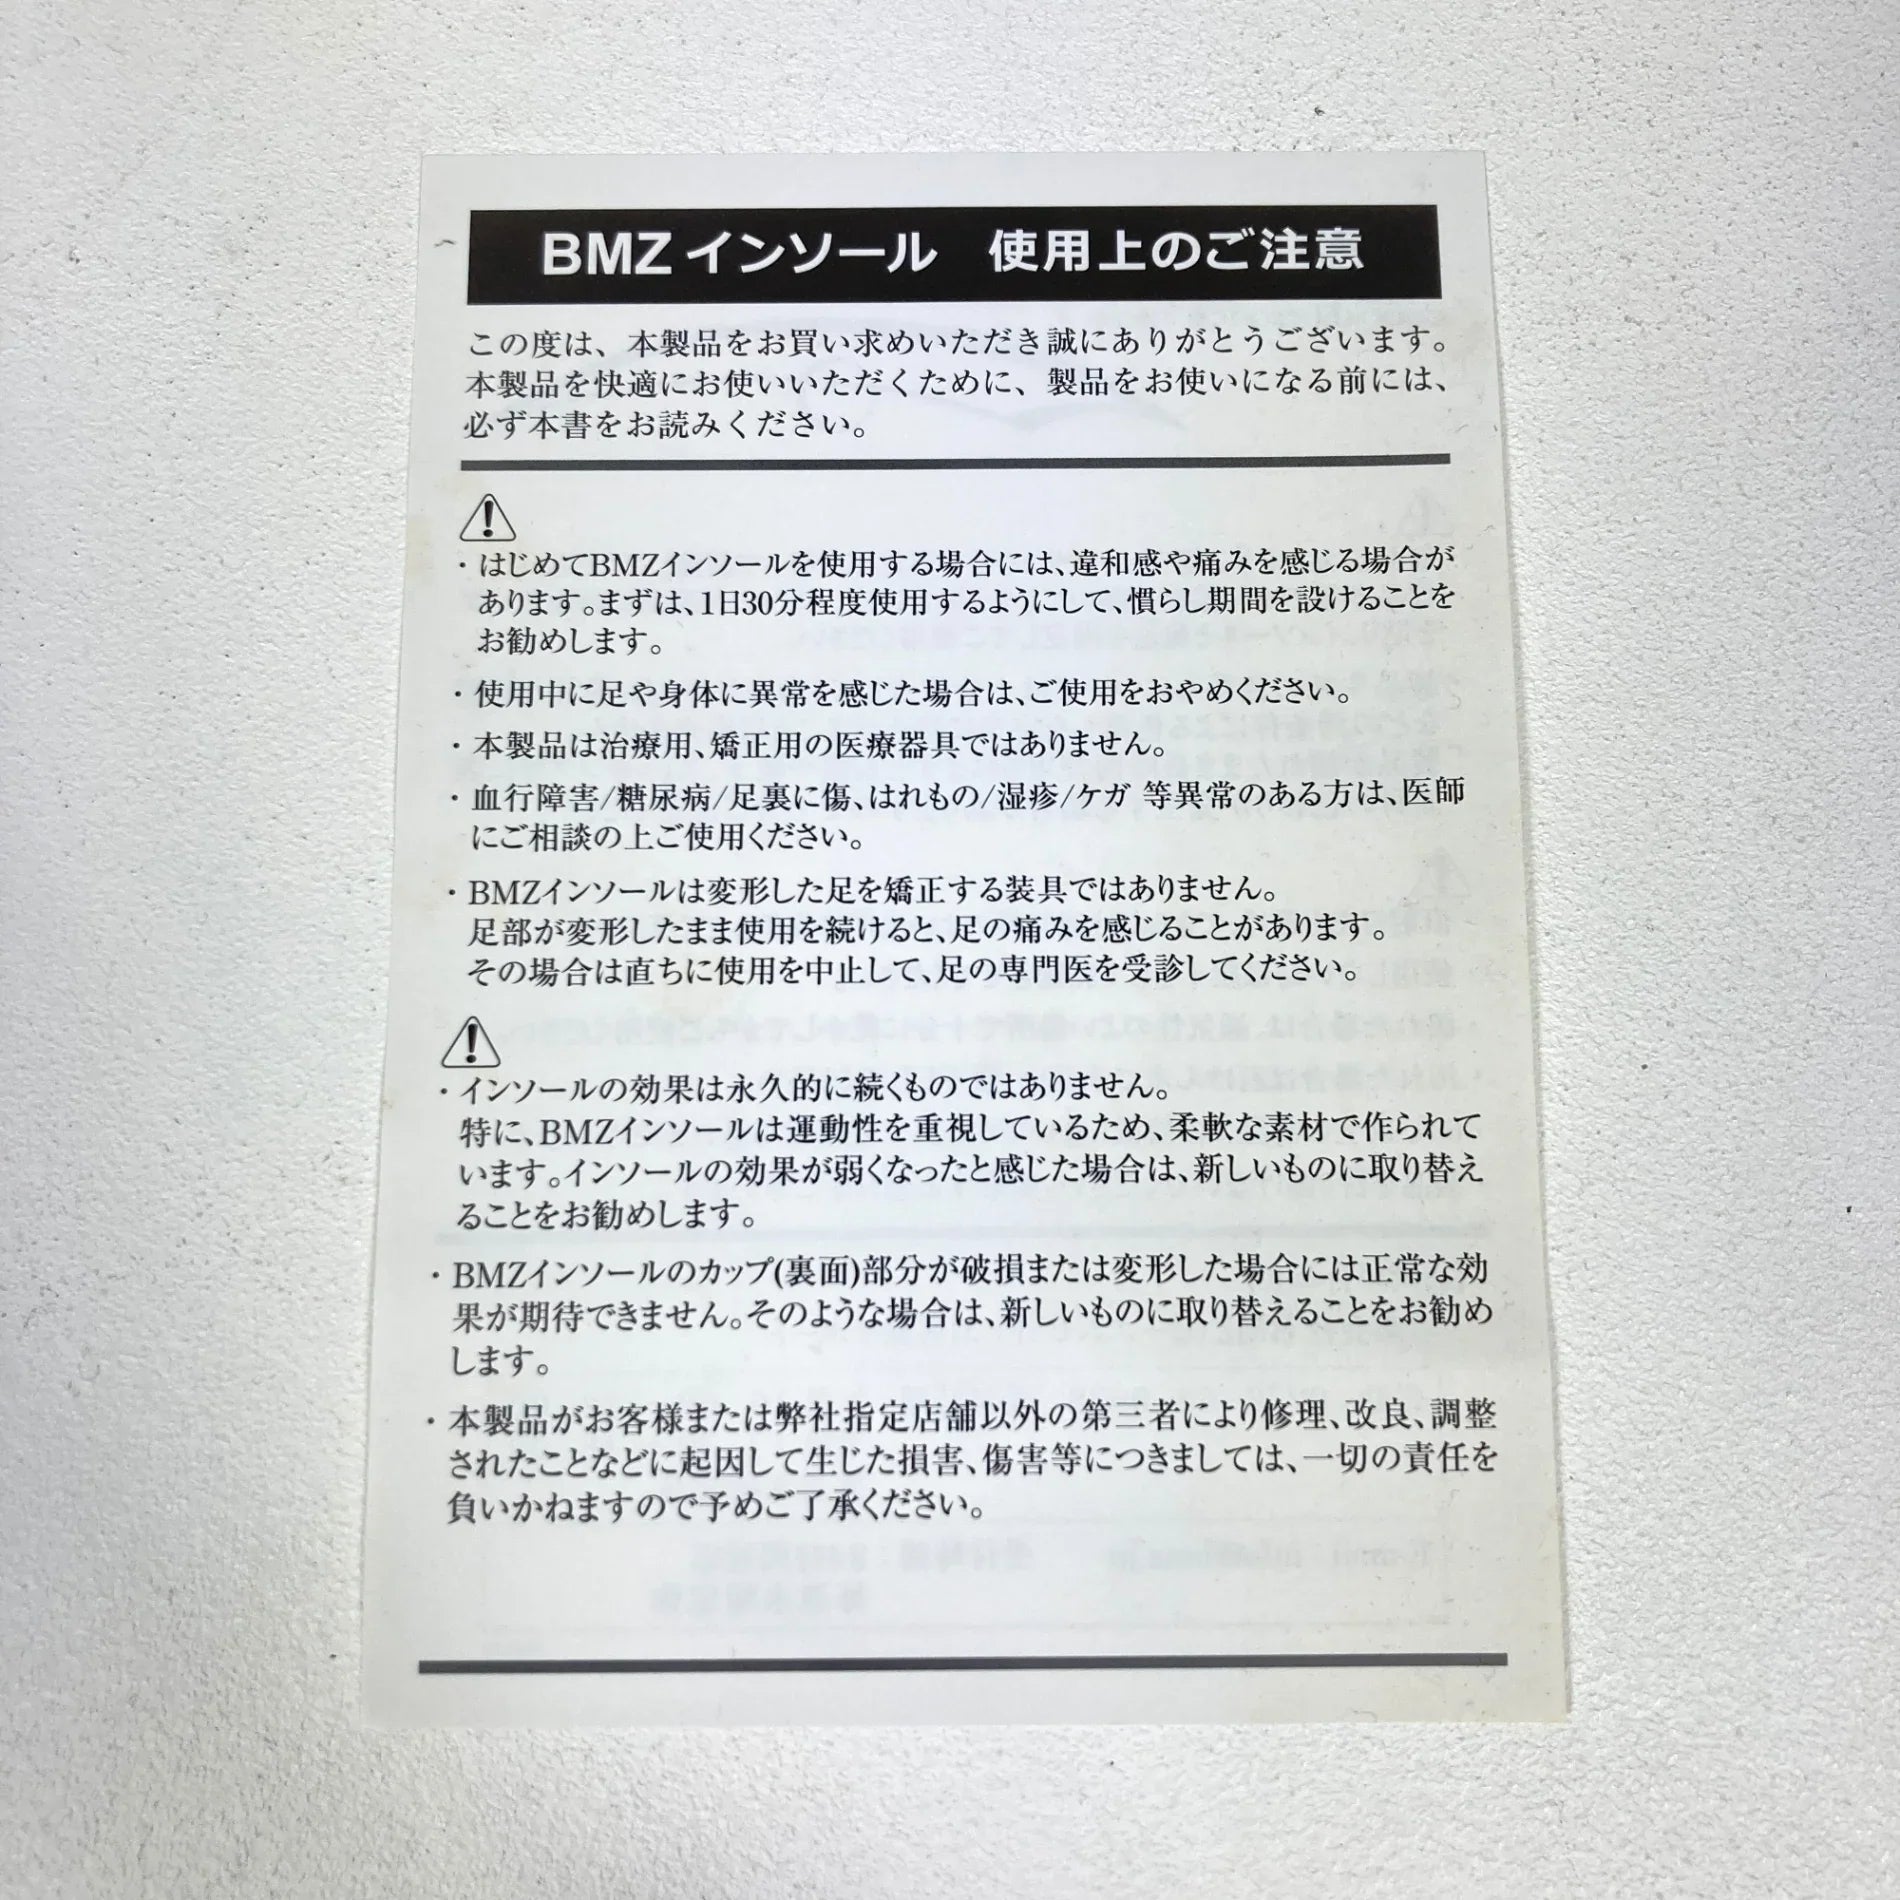 BMZ インソール　使用上のご注意
この度は、本製品をお買い求めいただき誠にありがとうございます。
本製品を快適にお使いいただくために、製品をお使いになる前には、
必ず本書をお読みください。
・はじめてBMZインソールを使用する場合には、違和感や痛みを感じる場合が
あります。まずは、1日30分程度使用するようにして、慣らし期間を設けることを
お勧めします。
・使用中に足や身体に異常を感じた場合は、ご使用をおやめください。
・本製品は治療用、矯正用の医療器具ではありません。
・血行障害/糖尿病/足裏に傷、はれもの/湿疹/ケガ 等異常のある方は、医師
にご相談の上ご使用ください。
・BMZインソールは変形した足を矯正する装具ではありません。
足部が変形したまま使用を続けると、足の痛みを感じることがあります。
その場合は直ちに使用を中止して、足の専門医を受診してください。
・インソールの効果は永久的に続くものではありません。
特に、BMZインソールは運動性を重視しているため、柔軟な素材で作られて
います。インソールの効果が弱くなったと感じた場合は、新しいものに取り替え
ることをお勧めします。
・BMZインソールのカップ(裏面)部分が破損または変形した場合には正常な効
果が期待できません。そのような場合は、新しいものに取り替えることをお勧め
します。
・本製品がお客様または弊社指定店舗以外の第三者により修理、改良、調整
されたことなどに起因して生じた損害、傷害等につきましては、一切の責任を
負いかねますので予めご了承ください。